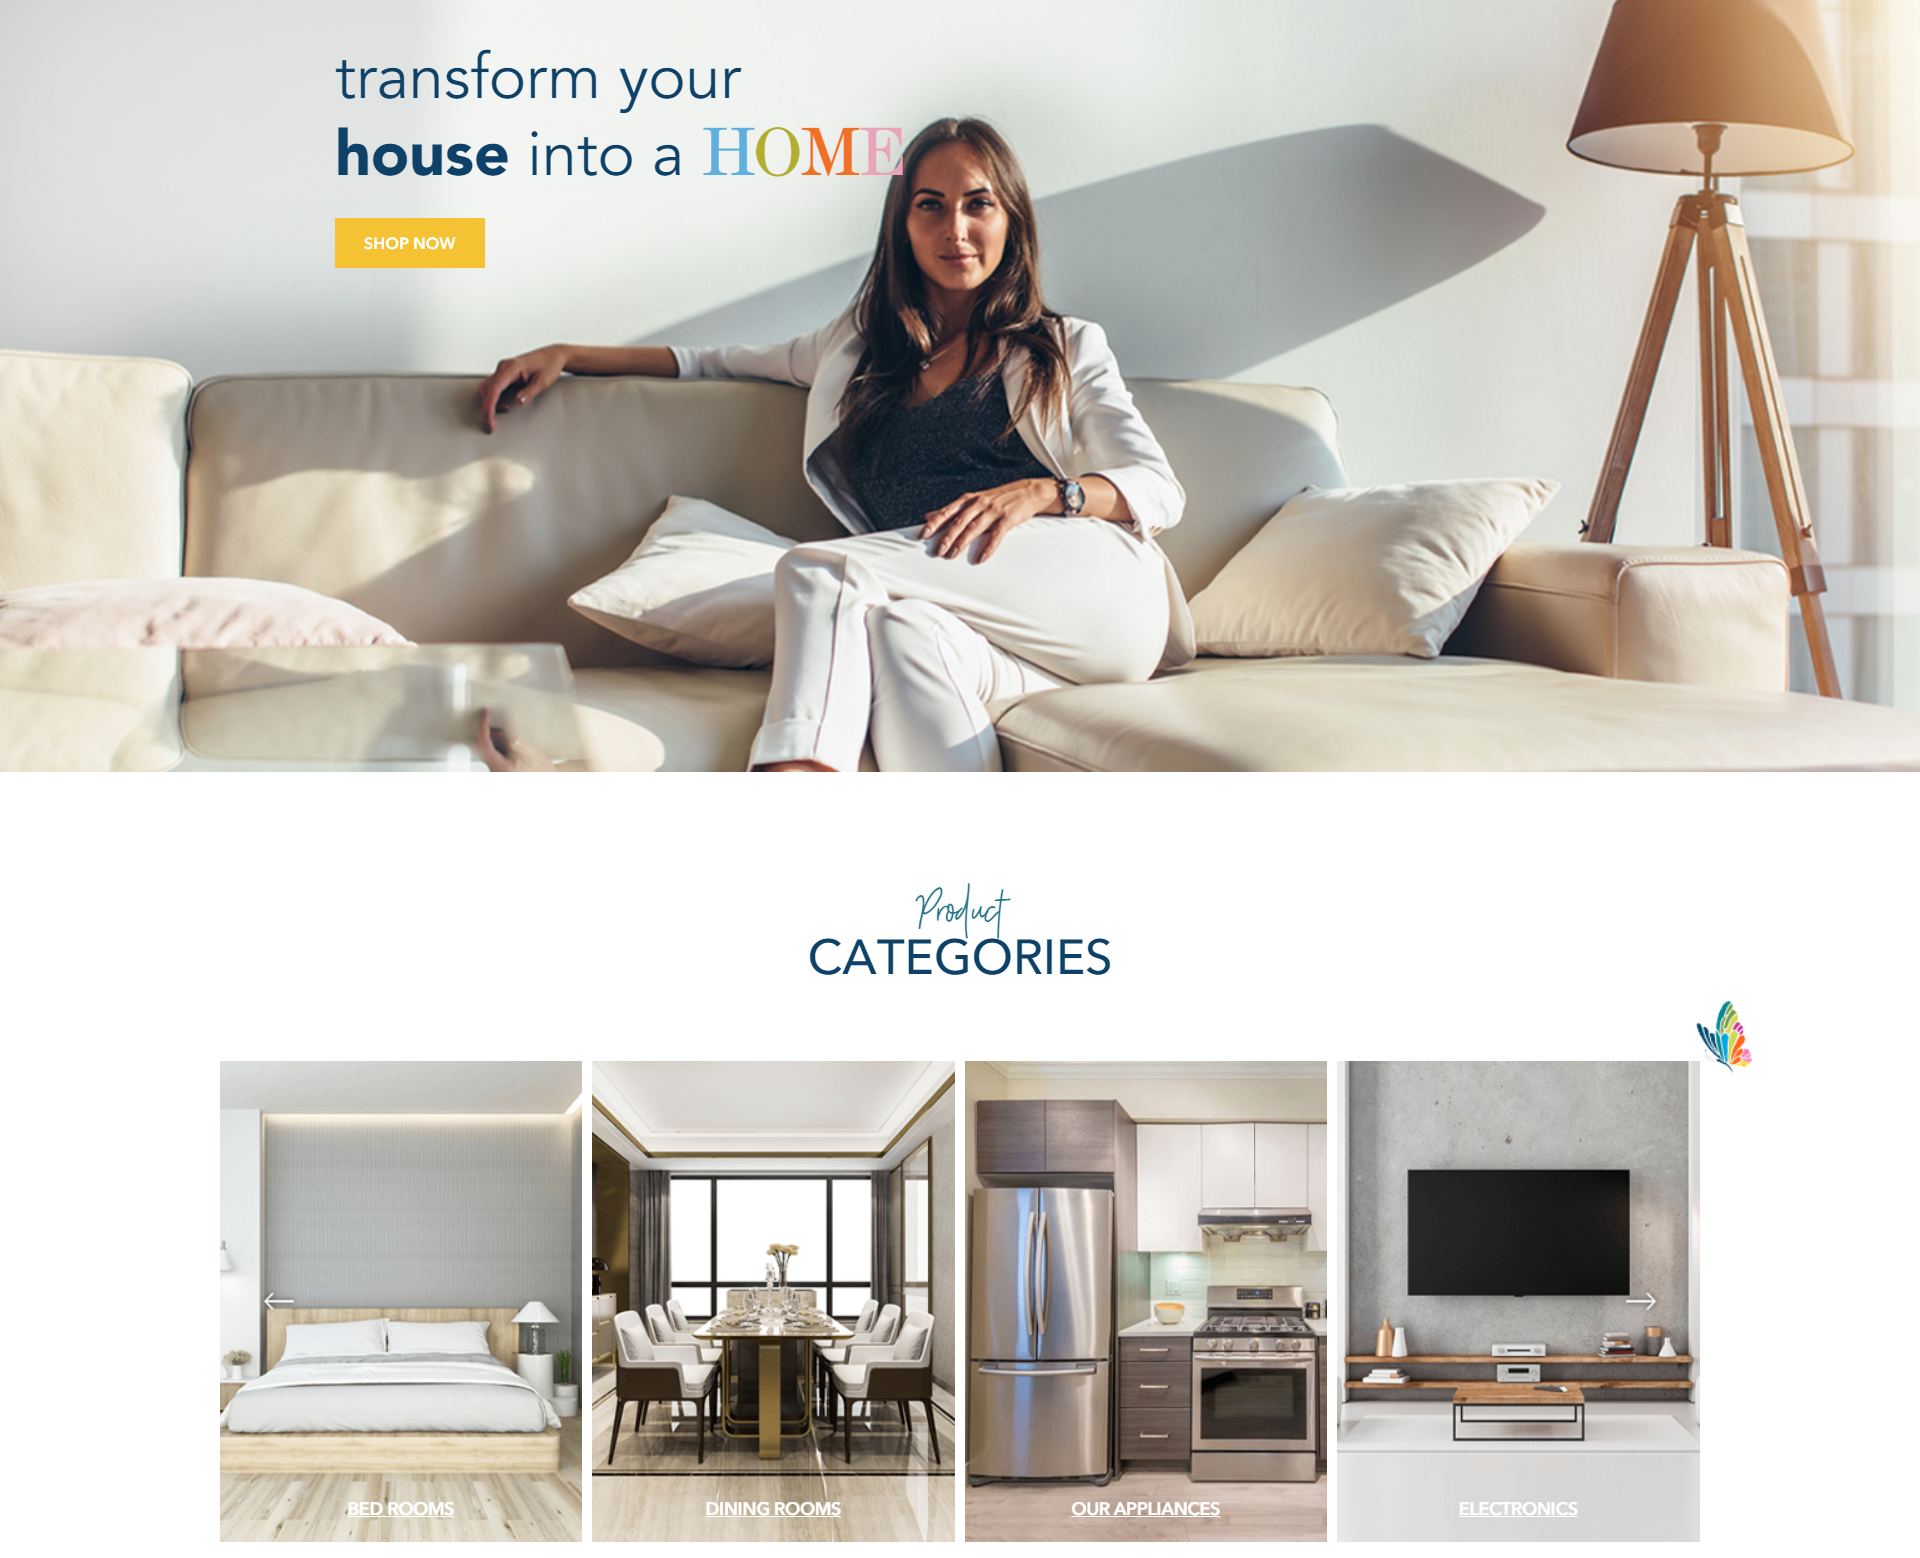 transform your
house into a HOME
SHOP NOW
Product
CATEGORIES
BED ROOMS
DINING ROOMS
OUR APPLIANCES
ELECTRONICS